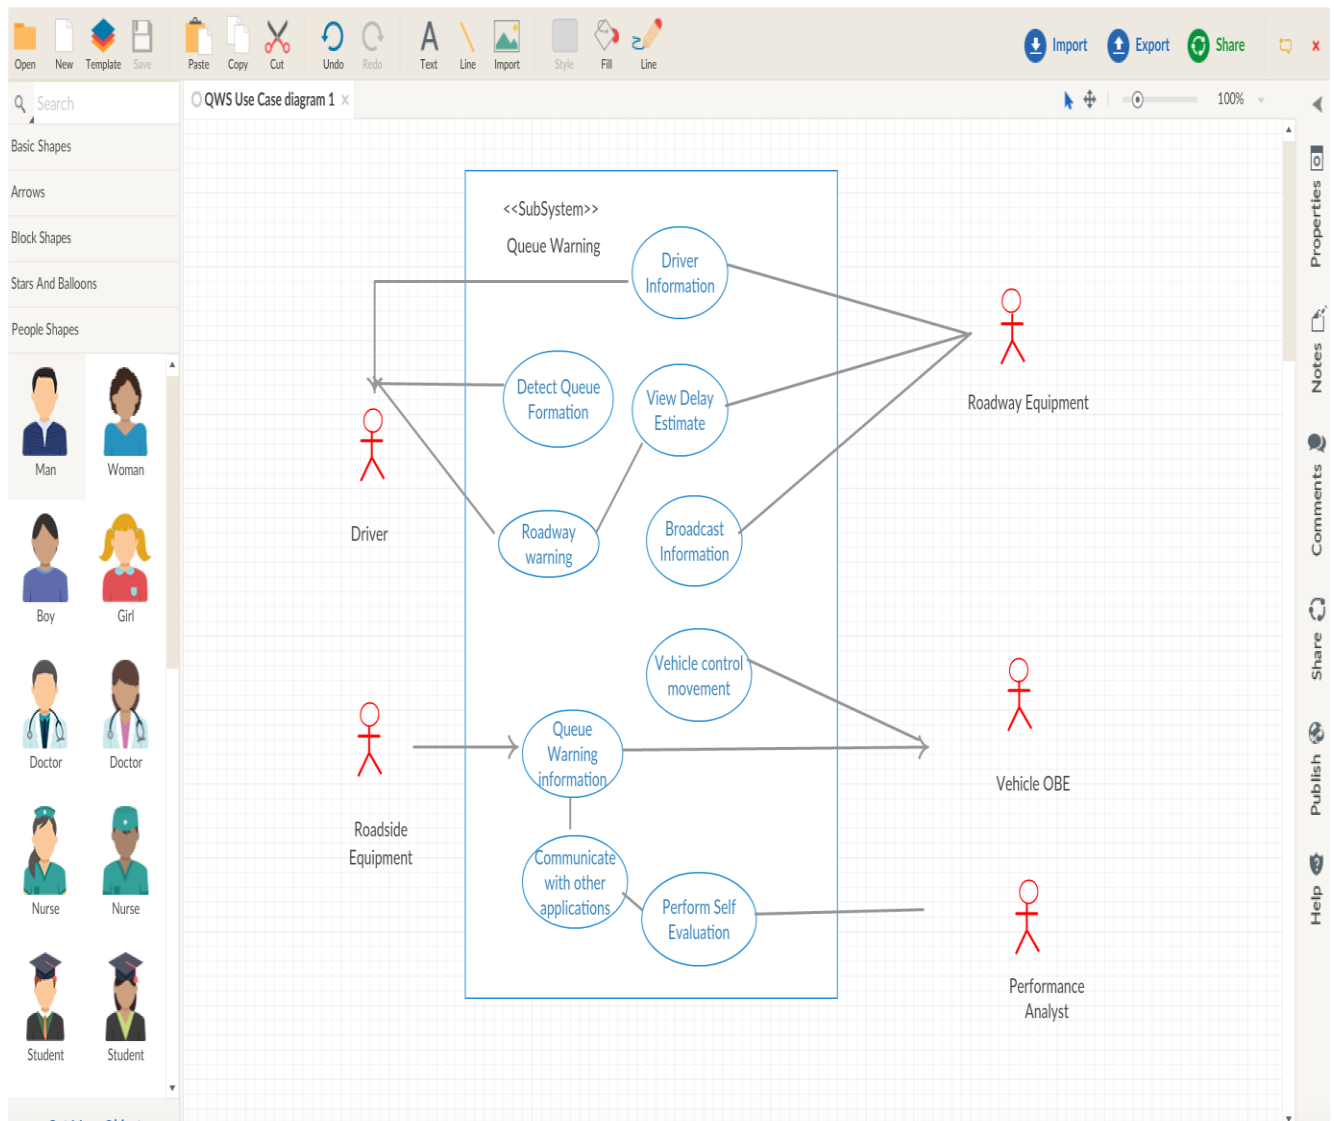 Open New Template Save Paste Copy Cut Undo Redo Text Line Import Style Fill Line
Import Export Share
Search
QWS Use Case diagram 1
100%
Basic Shapes
Arrows
Block Shapes
Stars And Balloons
People Shapes
Man Woman
Boy Girl
Doctor Doctor
Nurse Nurse
Student Student
<<SubSystem>>
Queue Warning
Driver
Information
Detect Queue
Formation
View Delay
Estimate
Roadway
warning
Broadcast
Information
Vehicle control
movement
Queue
Warning
information
Communicate
with other
applications
Perform Self
Evaluation
Driver
Roadside
Equipment
Roadway Equipment
Vehicle OBE
Performance
Analyst
Properties
Notes
Comments
Share
Publish
Help